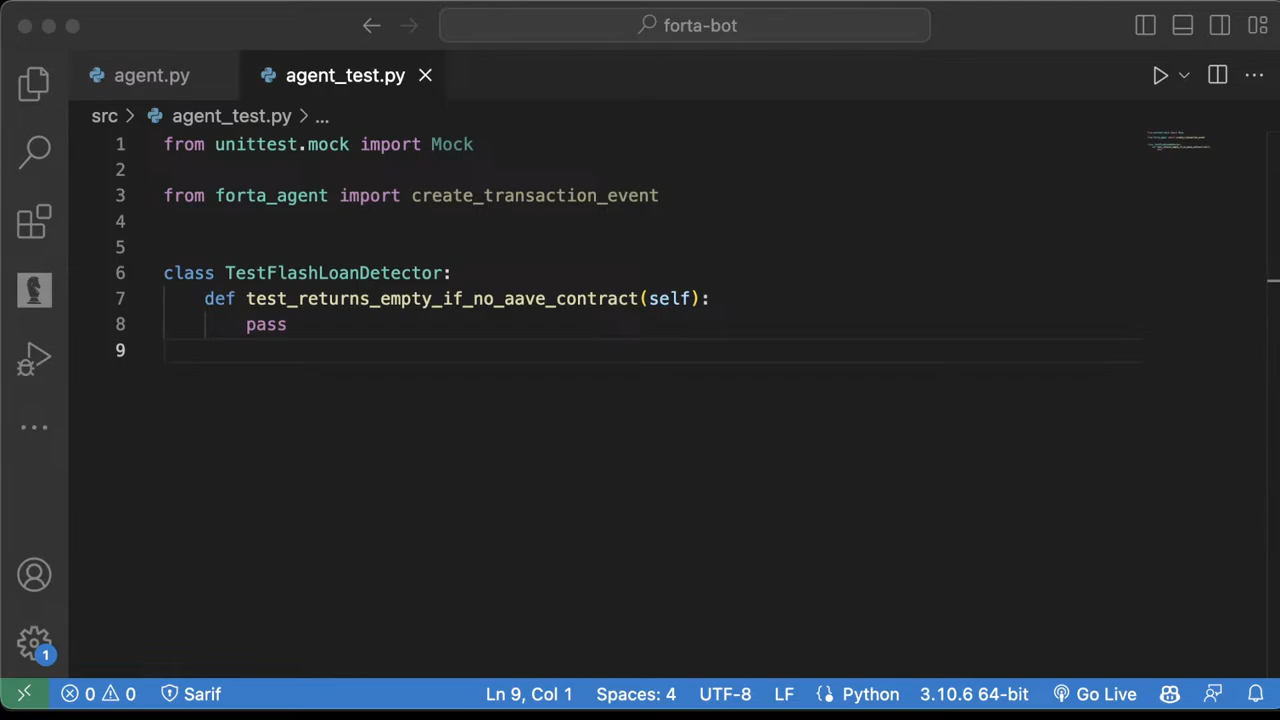 forta-bot
agent.py
agent_test.py
src > agent_test.py > ...
1 from unittest.mock import Mock
2
3 from forta_agent import create_transaction_event
4
5
6 class TestFlashLoanDetector:
7 def test_returns_empty_if_no_aave_contract(self):
8 pass
9
1
0 0 Sarif Ln 9, Col 1 Spaces: 4 UTF-8 LF Python 3.10.6 64-bit Go Live